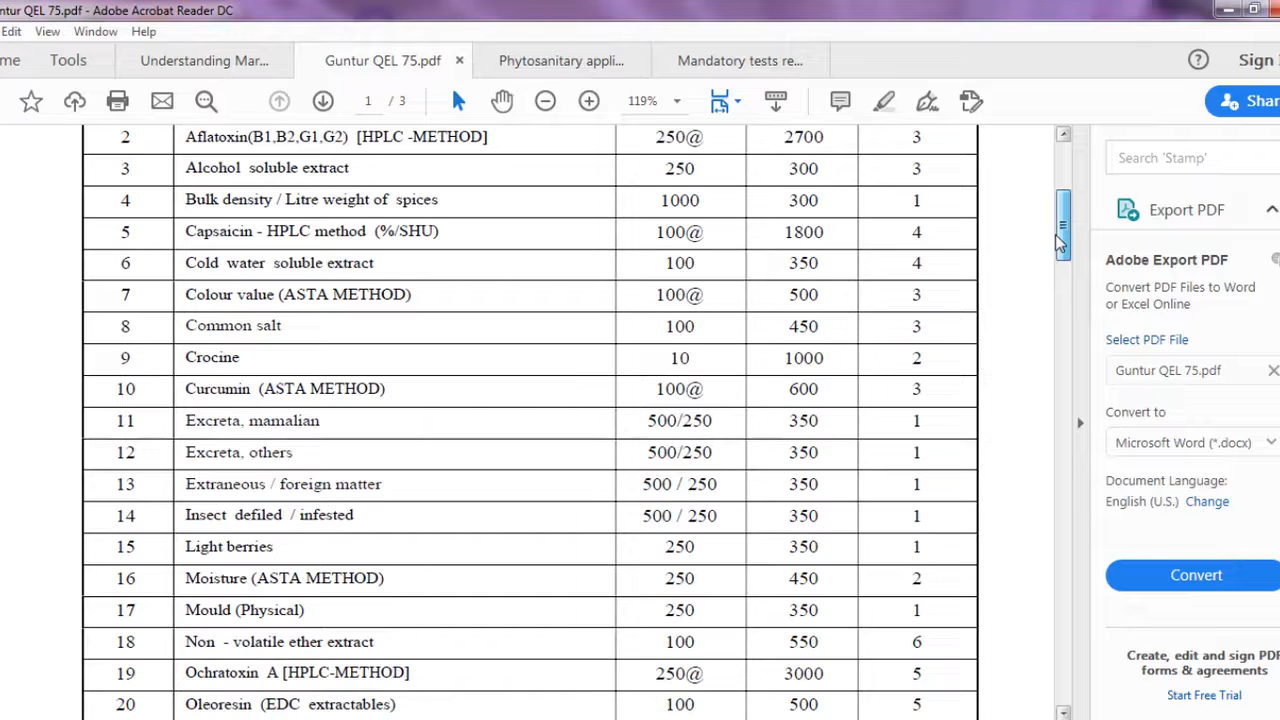 ntur QEL 75.pdf - Adobe Acrobat Reader DC
Edit View Window Help
me Tools Understanding Mar... Guntur QEL 75.pdf × Phytosanitary appli... Mandatory tests re... ? Sign
1 / 3 119% Shar
2 Aflatoxin(B1,B2,G1,G2) [HPLC -METHOD] 250@ 2700 3
3 Alcohol soluble extract 250 300 3
4 Bulk density / Litre weight of spices 1000 300 1
5 Capsaicin - HPLC method (%/SHU) 100@ 1800 4
6 Cold water soluble extract 100 350 4
7 Colour value (ASTA METHOD) 100@ 500 3
8 Common salt 100 450 3
9 Crocine 10 1000 2
10 Curcumin (ASTA METHOD) 100@ 600 3
11 Excreta, mamalian 500/250 350 1
12 Excreta, others 500/250 350 1
13 Extraneous / foreign matter 500 / 250 350 1
14 Insect defiled / infested 500 / 250 350 1
15 Light berries 250 350 1
16 Moisture (ASTA METHOD) 250 450 2
17 Mould (Physical) 250 350 1
18 Non - volatile ether extract 100 550 6
19 Ochratoxin A [HPLC-METHOD] 250@ 3000 5
20 Oleoresin (EDC extractables) 100 500 5
Search 'Stamp'
Export PDF
Adobe Export PDF
Convert PDF Files to Word
or Excel Online
Select PDF File
Guntur QEL 75.pdf
Convert to
Microsoft Word (*.docx)
Document Language:
English (U.S.) Change
Convert
Create, edit and sign PDF
forms & agreements
Start Free Trial